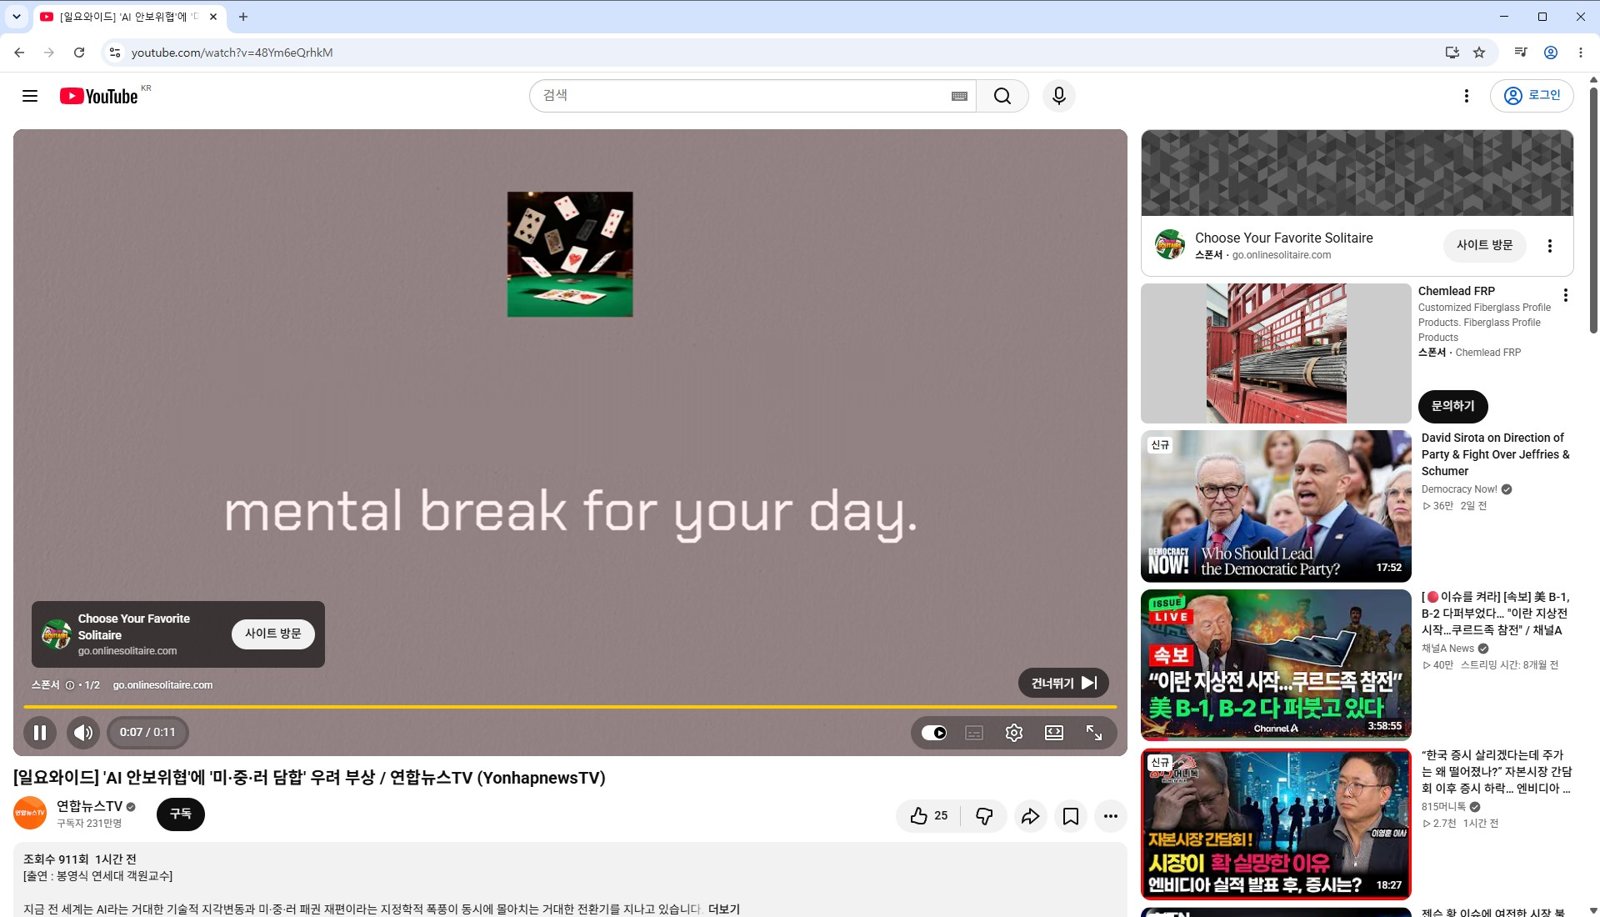 [일요와이드] 'AI 안보위협'에 '미
youtube.com/watch?v=48Ym6eQrhkM
YouTube KR
검색
로그인
mental break for your day.
Choose Your Favorite
Solitaire
go.onlinesolitaire.com
사이트 방문
스폰서 • 1/2 go.onlinesolitaire.com
건너뛰기
0:07 / 0:11
[일요와이드] 'AI 안보위협'에 '미·중·러 담합' 우려 부상 / 연합뉴스TV (YonhapnewsTV)
연합뉴스TV
연합뉴스TV
구독자 231만명
구독
25
조회수 911회 1시간 전
[출연 : 봉영식 연세대 객원교수]
지금 전 세계는 AI라는 거대한 기술적 지각변동과 미·중·러 패권 재편이라는 지정학적 폭풍이 동시에 몰아치는 거대한 전환기를 지나고 있습니다. 더보기
Choose Your Favorite Solitaire
스폰서 · go.onlinesolitaire.com
사이트 방문
Chemlead FRP
Customized Fiberglass Profile
Products. Fiberglass Profile
Products
스폰서 · Chemlead FRP
문의하기
신규
DEMOCRACY
NOW!
Who Should Lead
the Democratic Party?
17:52
David Sirota on Direction of
Party & Fight Over Jeffries &
Schumer
Democracy Now!
36만 2일 전
ISSUE
LIVE
속보
“이란 지상전 시작...쿠르드족 참전”
美 B-1, B-2 다 퍼붓고 있다
Channel A
3:58:55
[🔴이슈를 켜라] [속보] 美 B-1,
B-2 다퍼부었다... "이란 지상전
시작...쿠르드족 참전" / 채널A
채널A News
40만 스트리밍 시간: 8개월 전
신규
이영훈 이사
자본시장 간담회!
시장이 확 실망한 이유
엔비디아 실적 발표 후, 증시는?
18:27
“한국 증시 살리겠다는데 주가
는 왜 떨어졌나?” 자본시장 간담
회 이후 증시 하락... 엔비디아 ...
815머니톡
2.7천 1시간 전